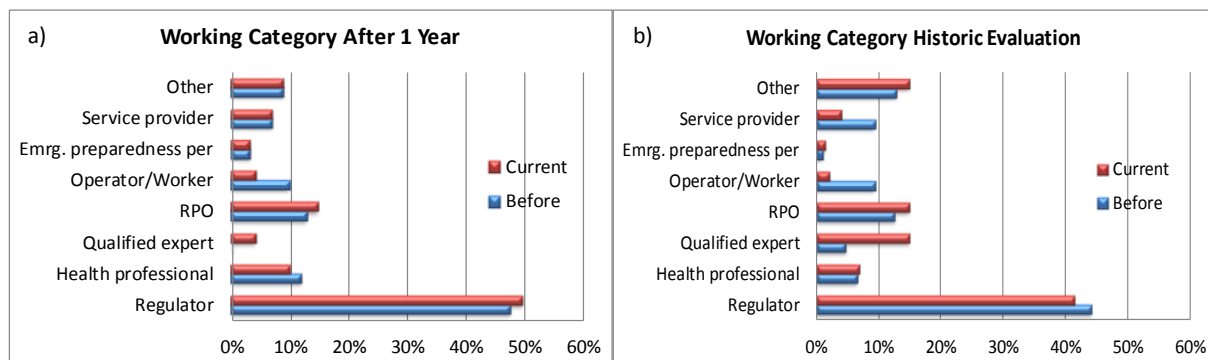 a)
Working Category After 1 Year
Other
Service provider
Emrg. preparedness per
Operator/Worker
RPO
Qualified expert
Health professional
Regulator
Current
Before
0% 10% 20% 30% 40% 50% 60%
b)
Working Category Historic Evaluation
Other
Service provider
Emrg. preparedness per
Operator/Worker
RPO
Qualified expert
Health professional
Regulator
Current
Before
0% 10% 20% 30% 40% 50% 60%